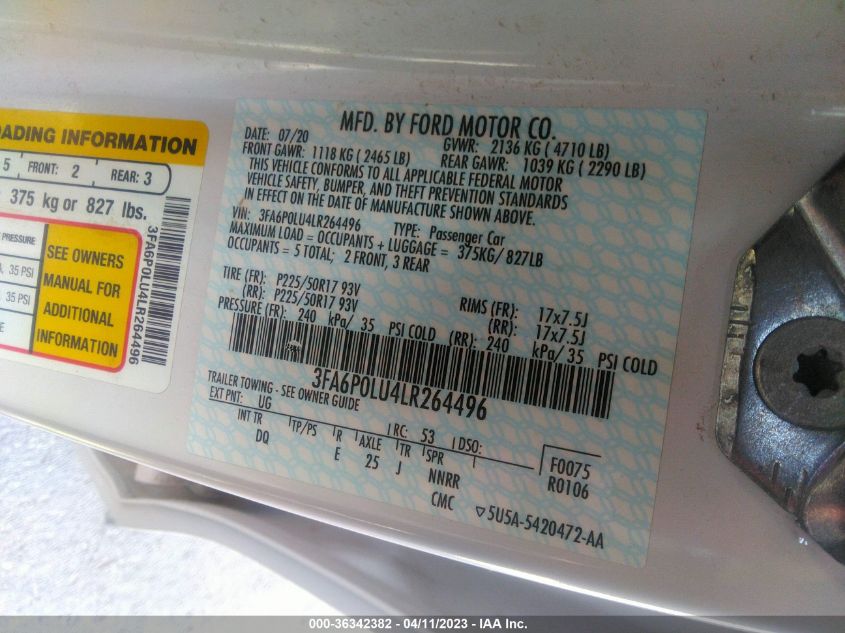 OADING INFORMATION
5 FRONT: 2 REAR: 3
375 kg or 827 lbs.
PRESSURE
35 PSI
35 PSI
SEE OWNERS
MANUAL FOR
ADDITIONAL
INFORMATION
3FA6P0LU4LR264496
MFD. BY FORD MOTOR CO.
DATE: 07/20 GVWR: 2136 KG ( 4710 LB)
FRONT GAWR: 1118 KG ( 2465 LB) REAR GAWR: 1039 KG ( 2290 LB)
THIS VEHICLE CONFORMS TO ALL APPLICABLE FEDERAL MOTOR
VEHICLE SAFETY, BUMPER, AND THEFT PREVENTION STANDARDS
IN EFFECT ON THE DATE OF MANUFACTURE SHOWN ABOVE.
VIN: 3FA6P0LU4LR264496 TYPE: Passenger Car
MAXIMUM LOAD = OCCUPANTS + LUGGAGE = 375KG/ 827LB
OCCUPANTS = 5 TOTAL; 2 FRONT, 3 REAR
TIRE (FR): P225/50R17 93V RIMS (FR): 17x7.5J
(RR): P225/50R17 93V (RR): 17x7.5J
PRESSURE (FR): 240 kPa/ 35 PSI COLD (RR): 240 kPa/35 PSI COLD
3FA6P0LU4LR264496
TRAILER TOWING - SEE OWNER GUIDE
EXT PNT: UG RC: 53 DSO:
INT TR TP/PS R AXLE TR SPR
DQ E 25 J NNRR
CMC
F0075
R0106
▽5U5A-5420472-AA
000-36342382 - 04/11/2023 - IAA Inc.